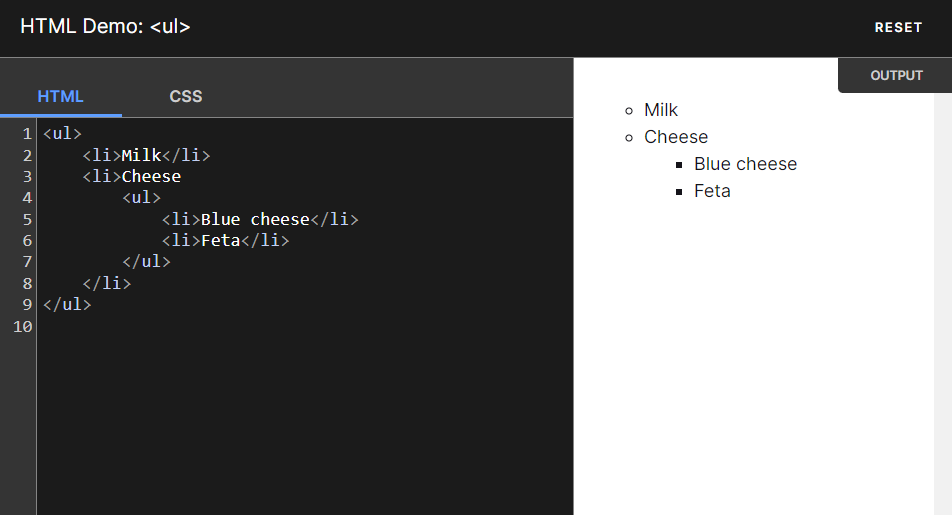 HTML Demo: <ul>
RESET
HTML CSS
1 <ul>
2     <li>Milk</li>
3     <li>Cheese
4         <ul>
5             <li>Blue cheese</li>
6             <li>Feta</li>
7         </ul>
8     </li>
9 </ul>
10
OUTPUT
Milk
Cheese
Blue cheese
Feta